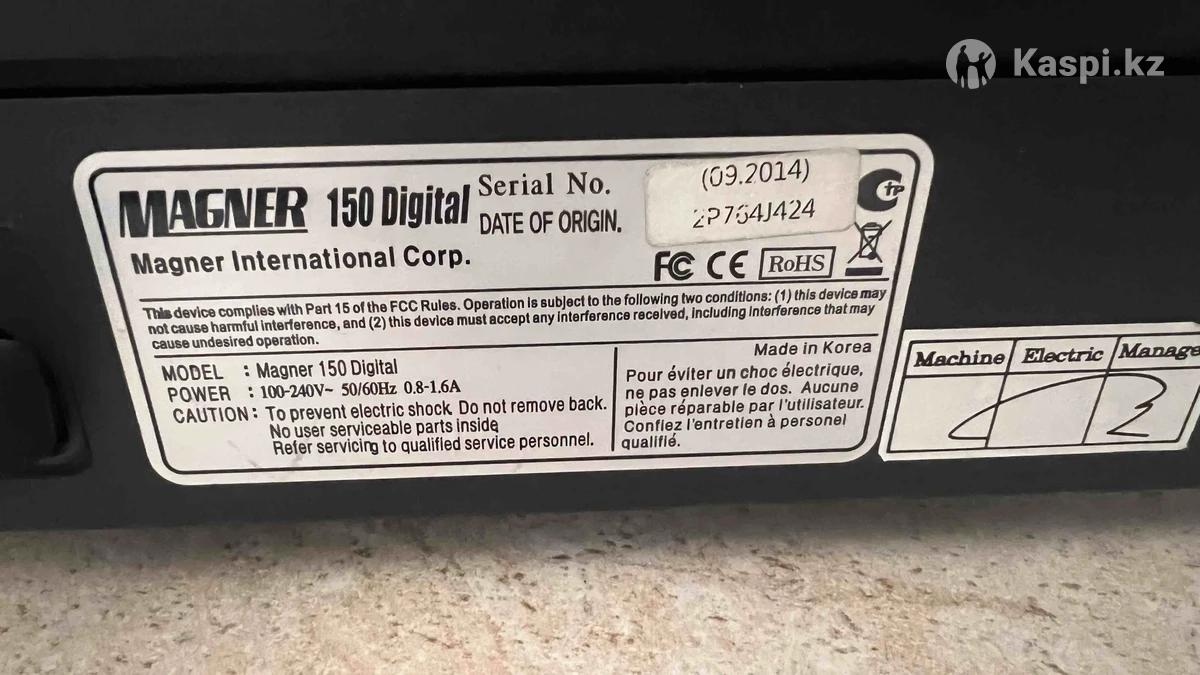 Kaspi.kz
MAGNER 150 Digital
Serial No. (09.2014)
DATE OF ORIGIN. 2P764J424
Magner International Corp.
FC CE RoHS
This device complies with Part 15 of the FCC Rules. Operation is subject to the following two conditions: (1) this device may
not cause harmful interference, and (2) this device must accept any interference received, including interference that may
cause undesired operation.
MODEL : Magner 150 Digital
POWER : 100-240V~ 50/60Hz 0.8-1.6A
CAUTION : To prevent electric shock. Do not remove back.
No user serviceable parts inside
Refer servicing to qualified service personnel.
Made in Korea
Pour éviter un choc électrique,
ne pas enlever le dos. Aucune
pièce réparable par l'utilisateur.
Confiez l'entretien à personel
qualifié.
Machine Electric Manage